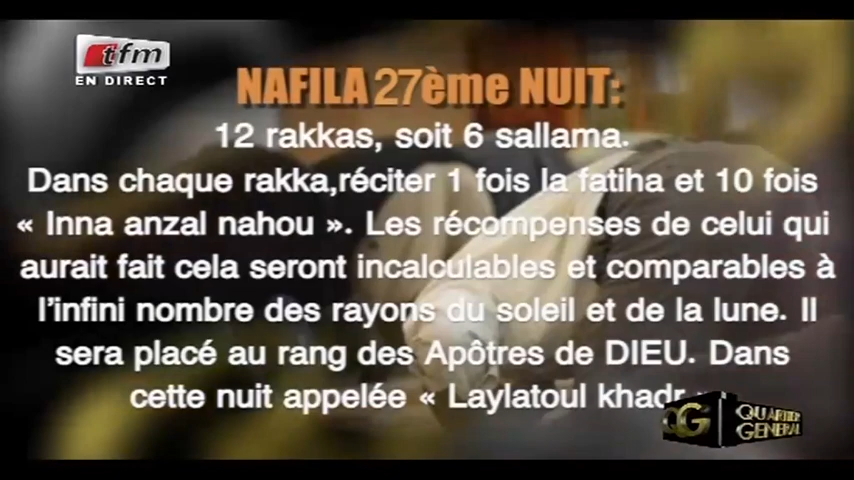 tfm
EN DIRECT
NAFILA 27ème NUIT:
12 rakkas, soit 6 sallama.
Dans chaque rakka,réciter 1 fois la fatiha et 10 fois
« Inna anzal nahou ». Les récompenses de celui qui
aurait fait cela seront incalculables et comparables à
l'infini nombre des rayons du soleil et de la lune. Il
sera placé au rang des Apôtres de DIEU. Dans
cette nuit appelée « Laylatoul khadr »
QG QUARTIER
GENERAL